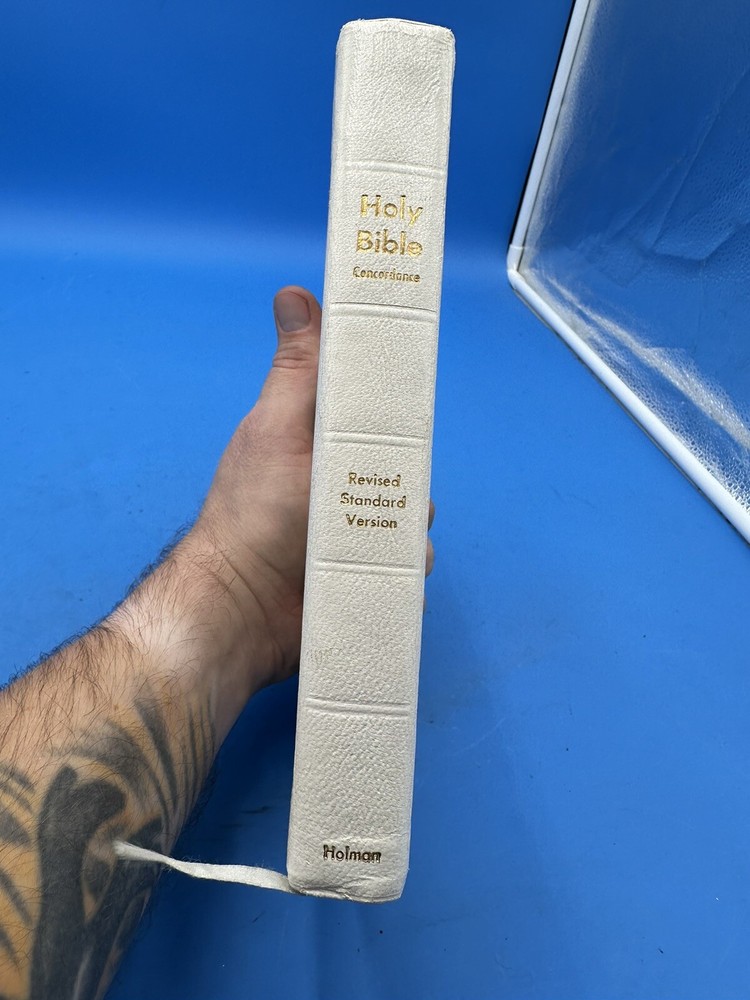 Holy
Bible
Concordance
Revised
Standard
Version
Holman